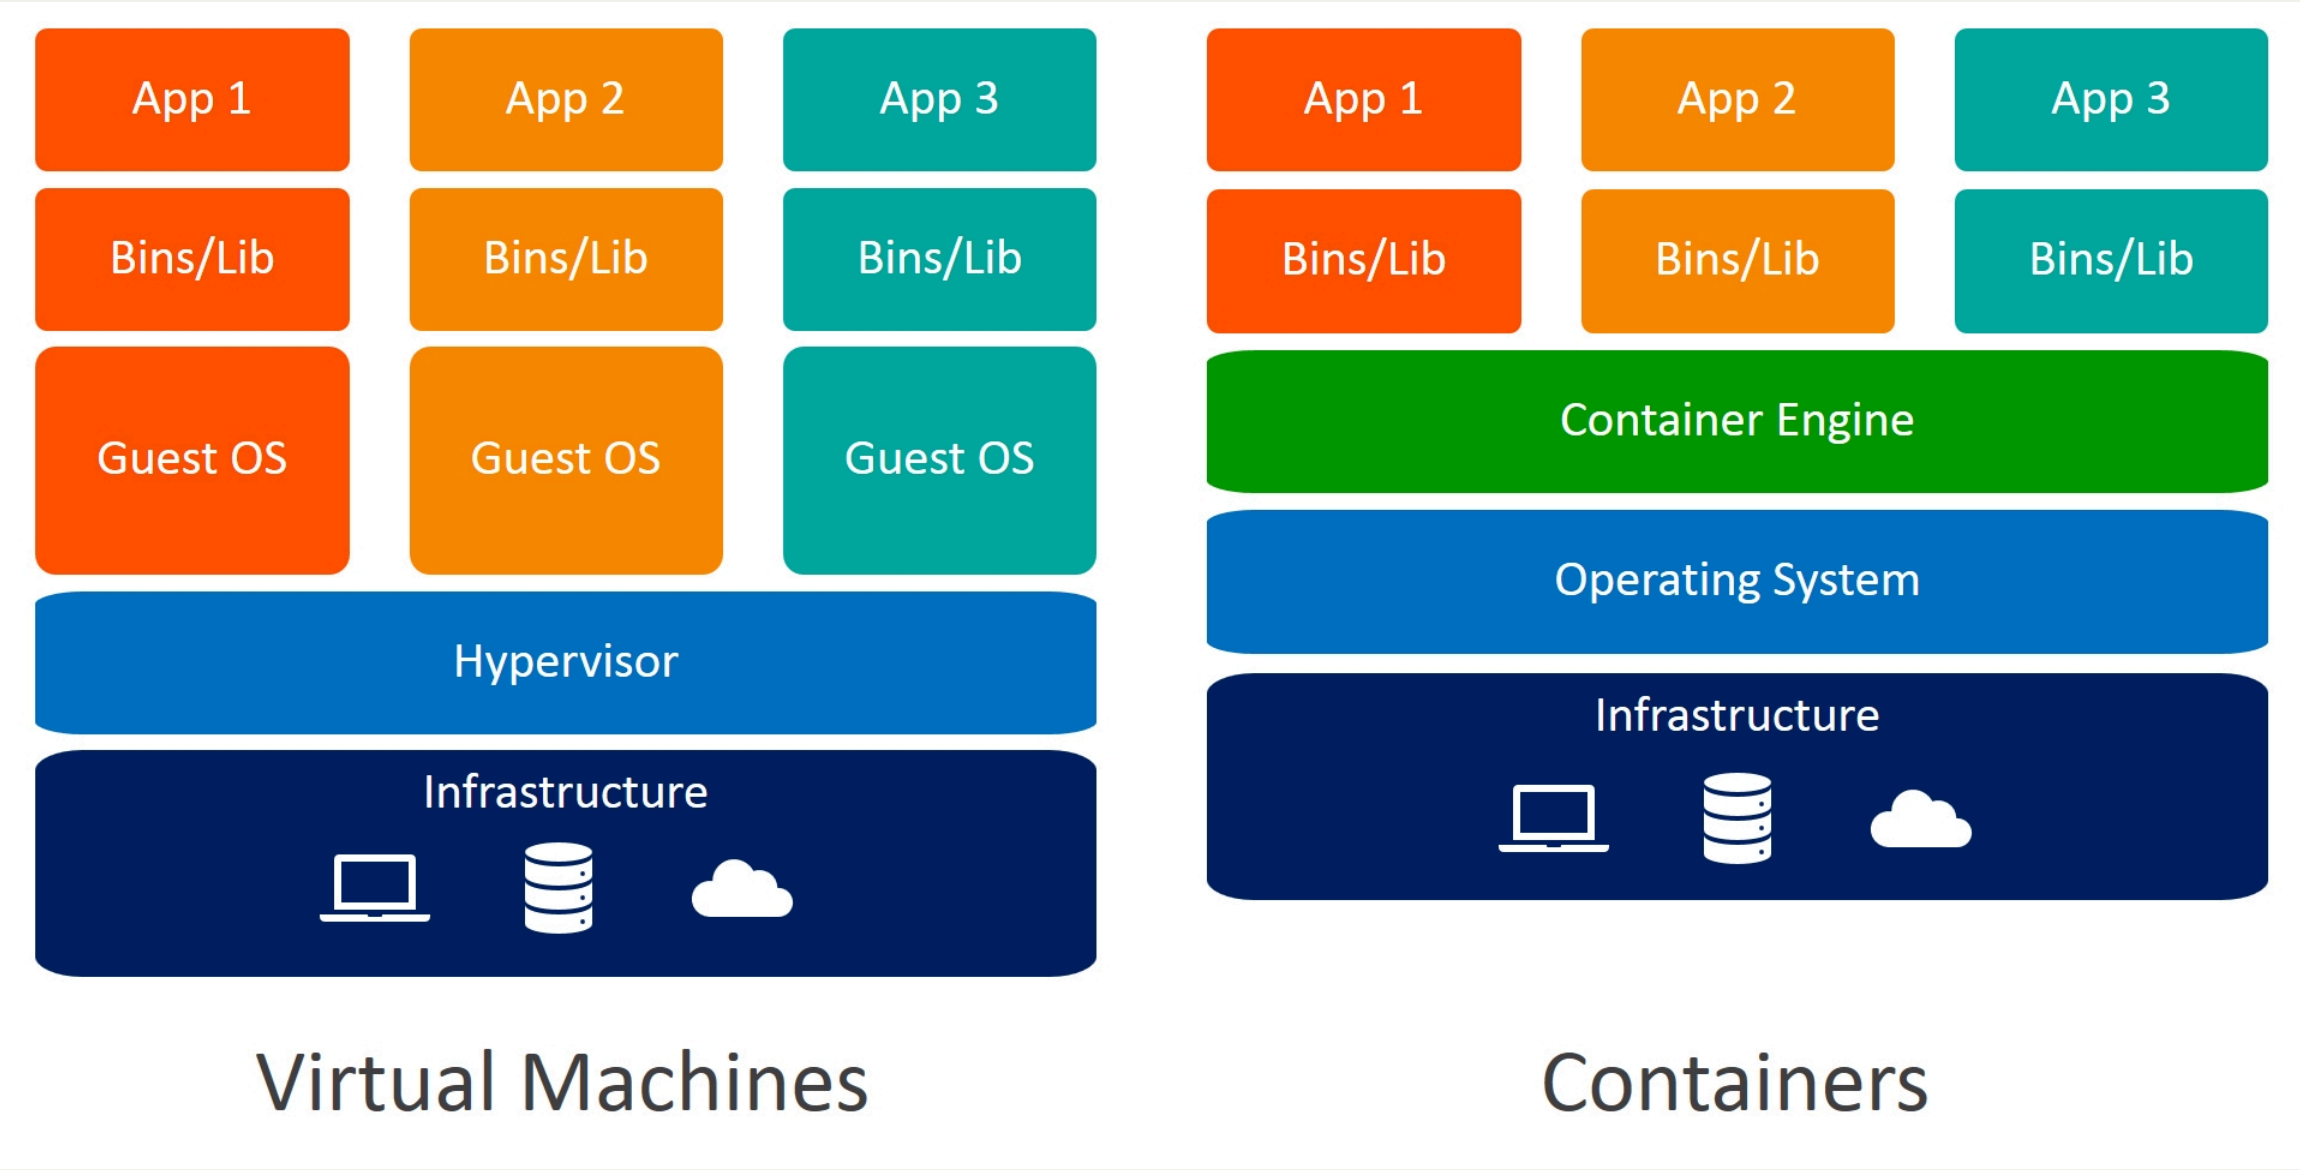 App 1
App 2
App 3
Bins/Lib
Bins/Lib
Bins/Lib
Guest OS
Guest OS
Guest OS
Hypervisor
Infrastructure
Virtual Machines
App 1
App 2
App 3
Bins/Lib
Bins/Lib
Bins/Lib
Container Engine
Operating System
Infrastructure
Containers